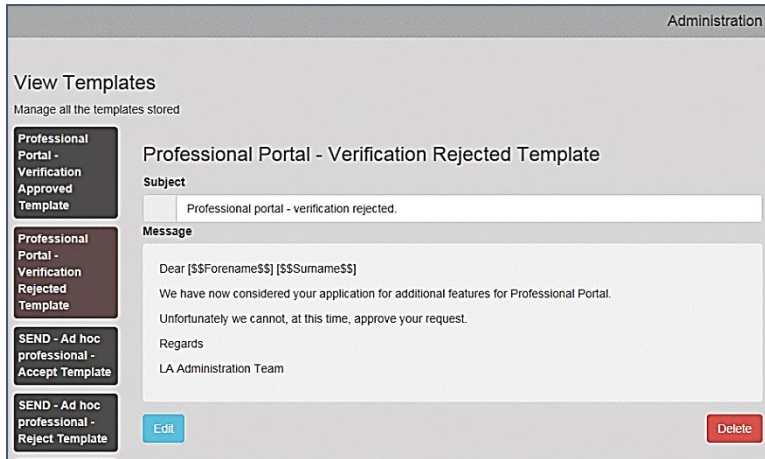 Administration
View Templates
Manage all the templates stored
Professional
Portal -
Verification
Approved
Template
Professional
Portal -
Verification
Rejected
Template
SEND - Ad hoc
professional -
Accept Template
SEND - Ad hoc
professional -
Reject Template
Professional Portal - Verification Rejected Template
Subject
Professional portal - verification rejected.
Message
Dear [$$Forename$$] [$$Surname$$]
We have now considered your application for additional features for Professional Portal.
Unfortunately we cannot, at this time, approve your request.
Regards
LA Administration Team
Edit
Delete